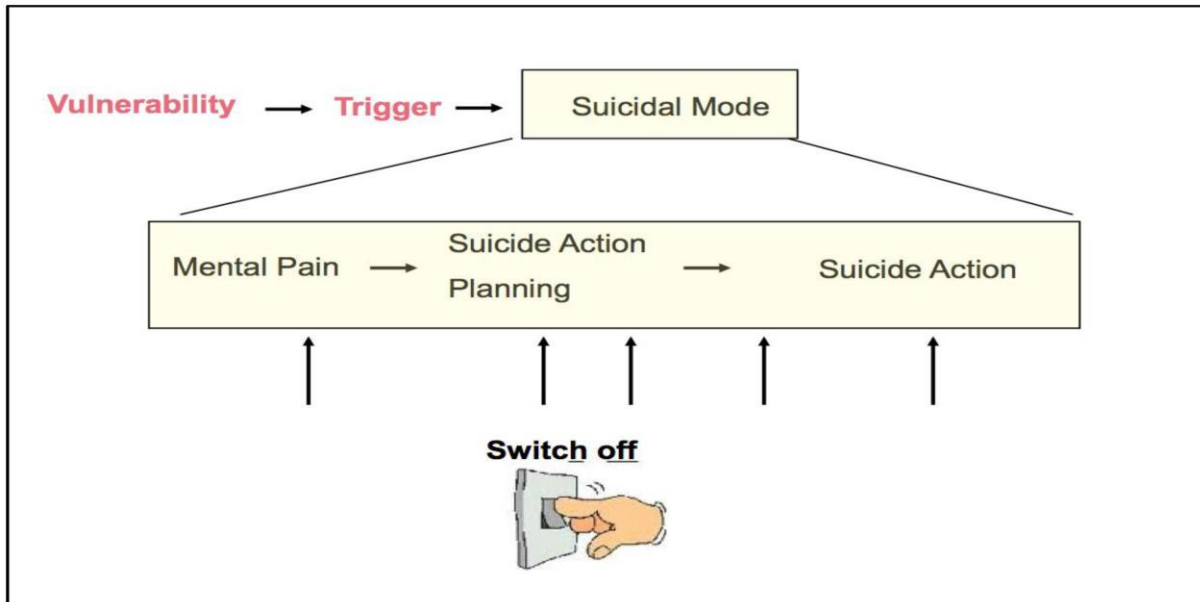 Vulnerability
Trigger
Suicidal Mode
Mental Pain
Suicide Action
Planning
Suicide Action
Switch off